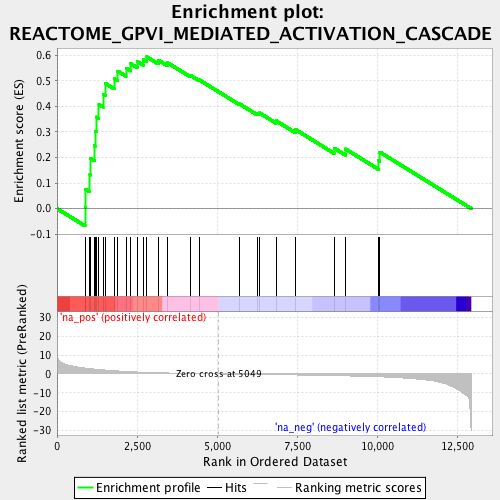 Enrichment plot:
REACTOME_GPVI_MEDIATED_ACTIVATION_CASCADE
Enrichment score (ES)
0.6
0.5
0.4
0.3
0.2
0.1
0.0
-0.1
Ranked list metric (PreRanked)
30
20
10
0
-10
-20
-30
'na_pos' (positively correlated)
Zero cross at 5049
'na_neg' (negatively correlated)
0
2,500
5,000
7,500
10,000
12,500
Rank in Ordered Dataset
Enrichment profile
Hits
Ranking metric scores